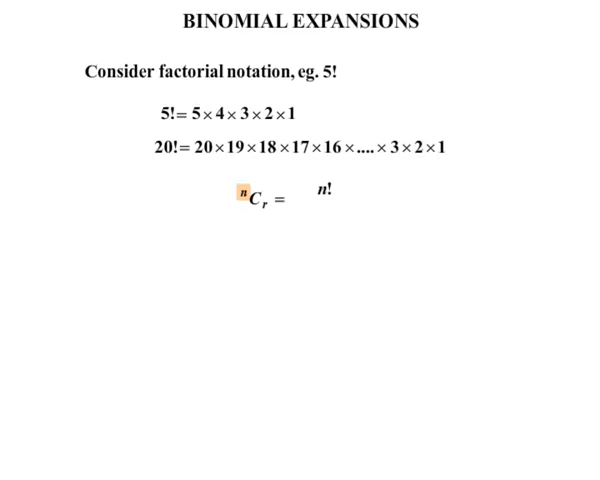 BINOMIAL EXPANSIONS
Consider factorial notation, eg. 5!
5!= 5×4×3×2×1
20!= 20×19×18×17×16×....×3×2×1
ⁿCᵣ = n!